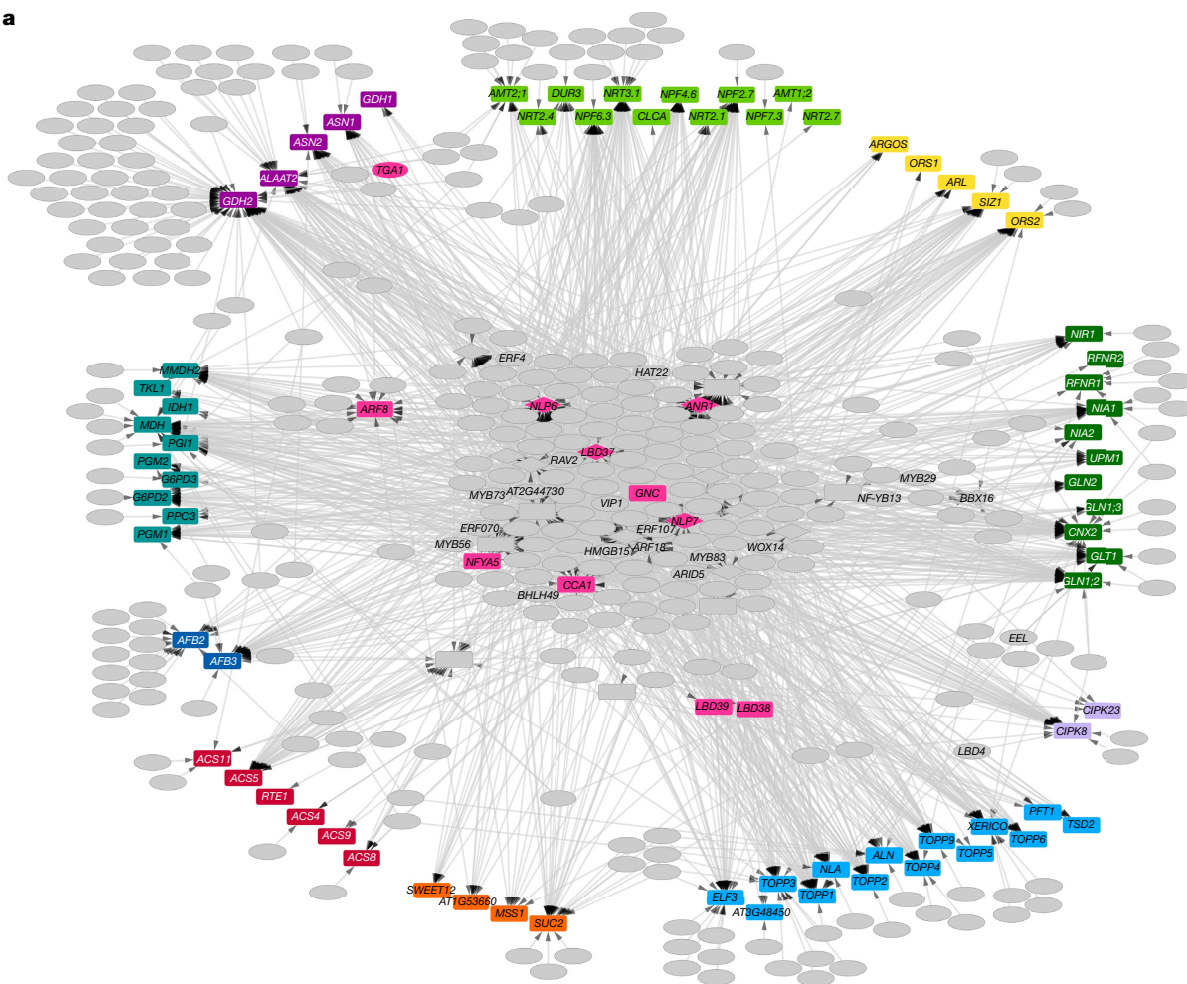 a
AMT2;1
DUR3
NRT3.1
NPF4.6
NPF2.7
AMT1;2
NRT2.4
NPF6.3
CLCA
NRT2.1
NPF7.3
NRT2.7
GDH1
ASN1
ASN2
TGA1
ALAAT2
GDH2
ARGOS
ORS1
ARL
SIZ1
ORS2
NIR1
RFNR2
RFNR1
NIA1
NIA2
UPM1
GLN2
GLN1;3
CNX2
GLT1
GLN1;2
MMDH2
TKL1
IDH1
MDH
PGI1
PGM2
G6PD3
G6PD2
PPC3
PGM1
ERF4
HAT22
ARF8
NLP6
ANR1
LBD37
RAV2
MYB73
AT2G44730
VIP1
GNC
NLP7
ERF107
ERF070
MYB56
HMGB15
ARF18
MYB83
WOX14
NFYA5
ARID5
CCA1
BHLH49
MYB29
NF-YB13
BBX16
EEL
AFB2
AFB3
LBD39
LBD38
CIPK23
CIPK8
LBD4
ACS11
ACS5
RTE1
ACS4
ACS9
ACS8
SWEET12
AT1G53660
MSS1
SUC2
PFT1
TSD2
XERICO
TOPP6
TOPP9
TOPP5
ALN
TOPP4
NLA
TOPP2
TOPP3
TOPP1
ELF3
AT3G48450